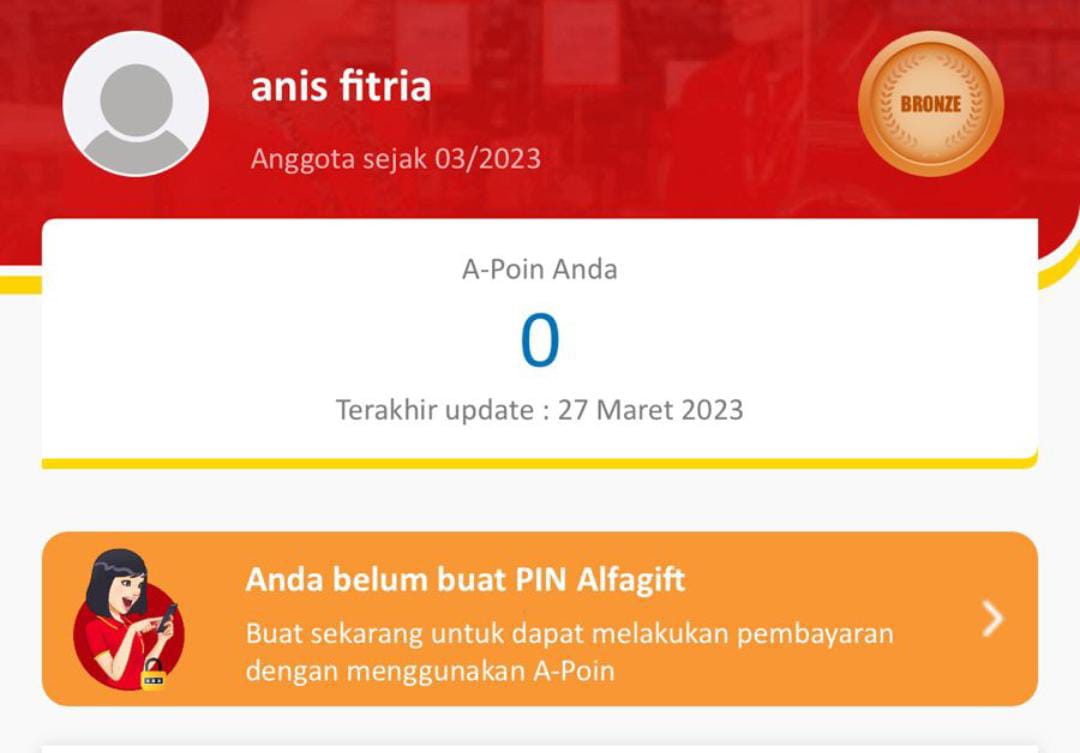 anis fitria
BRONZE
Anggota sejak 03/2023
A-Poin Anda
0
Terakhir update : 27 Maret 2023
Anda belum buat PIN Alfagift
Buat sekarang untuk dapat melakukan pembayaran
dengan menggunakan A-Poin